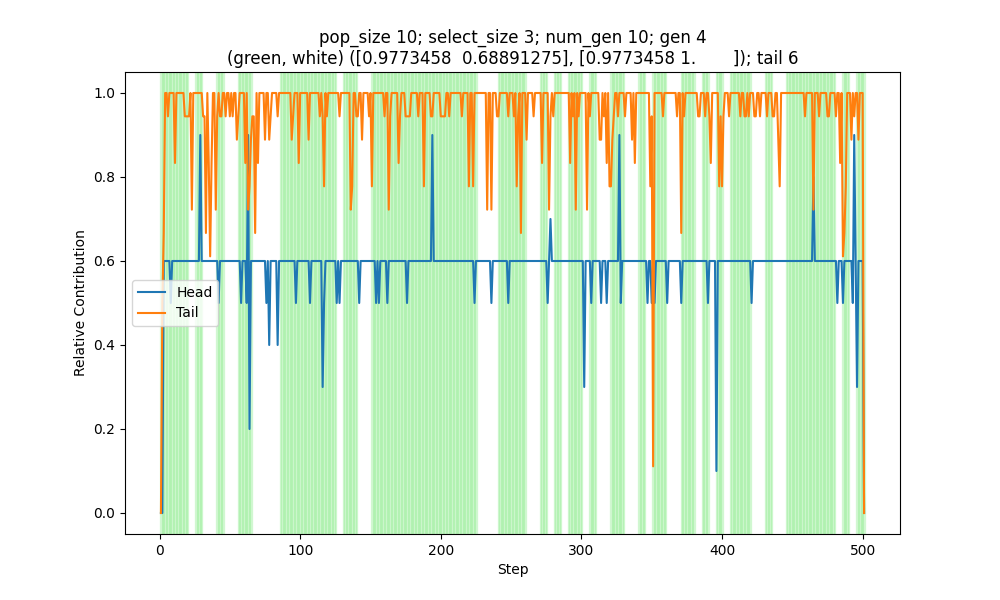 pop_size 10; select_size 3; num_gen 10; gen 4
(green, white) ([0.9773458  0.68891275], [0.9773458 1.        ]); tail 6
1.0
0.8
0.6
0.4
0.2
0.0
Relative Contribution
Head
Tail
0 100 200 300 400 500
Step